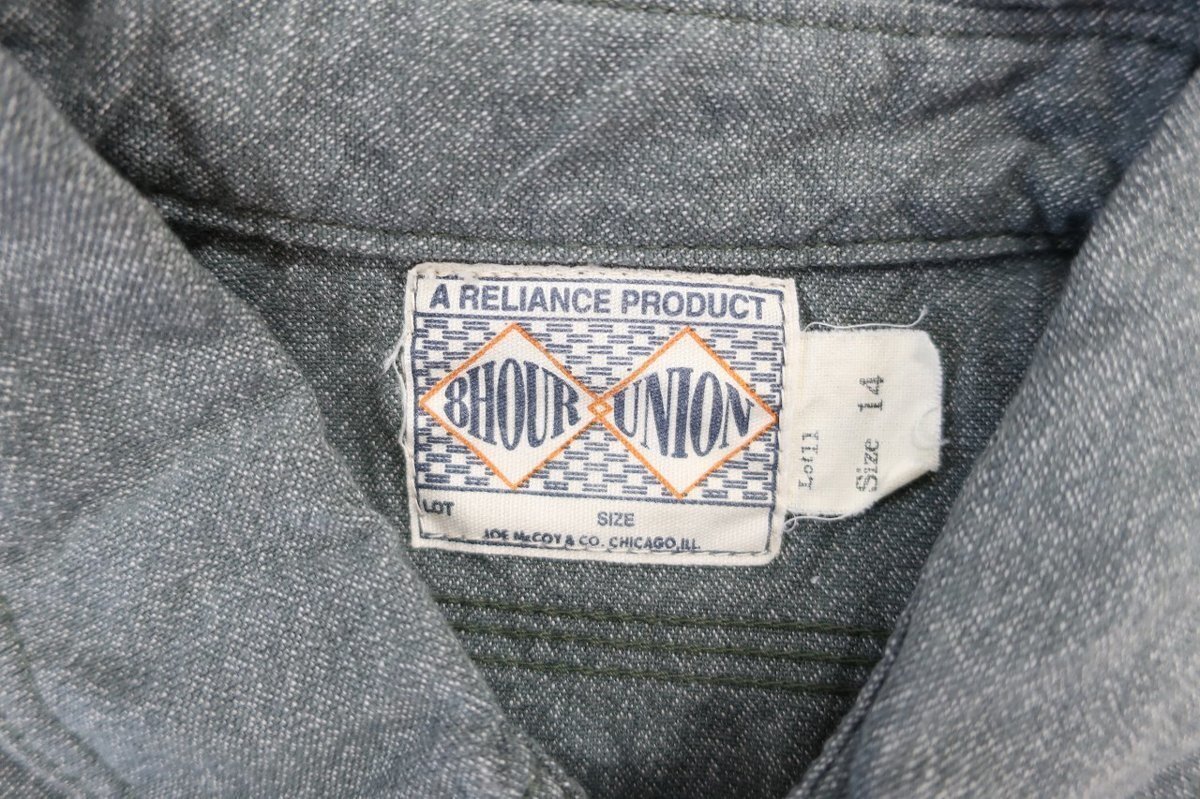 A RELIANCE PRODUCT
8HOUR UNION
LOT SIZE
JOE McCOY & CO. CHICAGO, ILL.
Lot11
Size 14